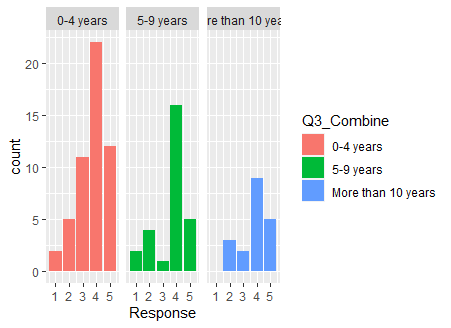 0-4 years
5-9 years
re than 10 yea
count
20
15
10
5
0
1 2 3 4 5
1 2 3 4 5
1 2 3 4 5
Response
Q3_Combine
0-4 years
5-9 years
More than 10 years